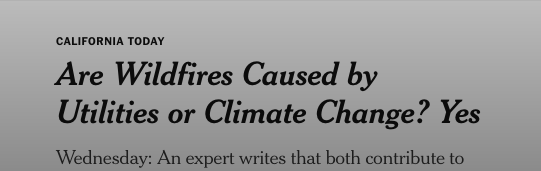 CALIFORNIA TODAY
Are Wildfires Caused by
Utilities or Climate Change? Yes
Wednesday: An expert writes that both contribute to